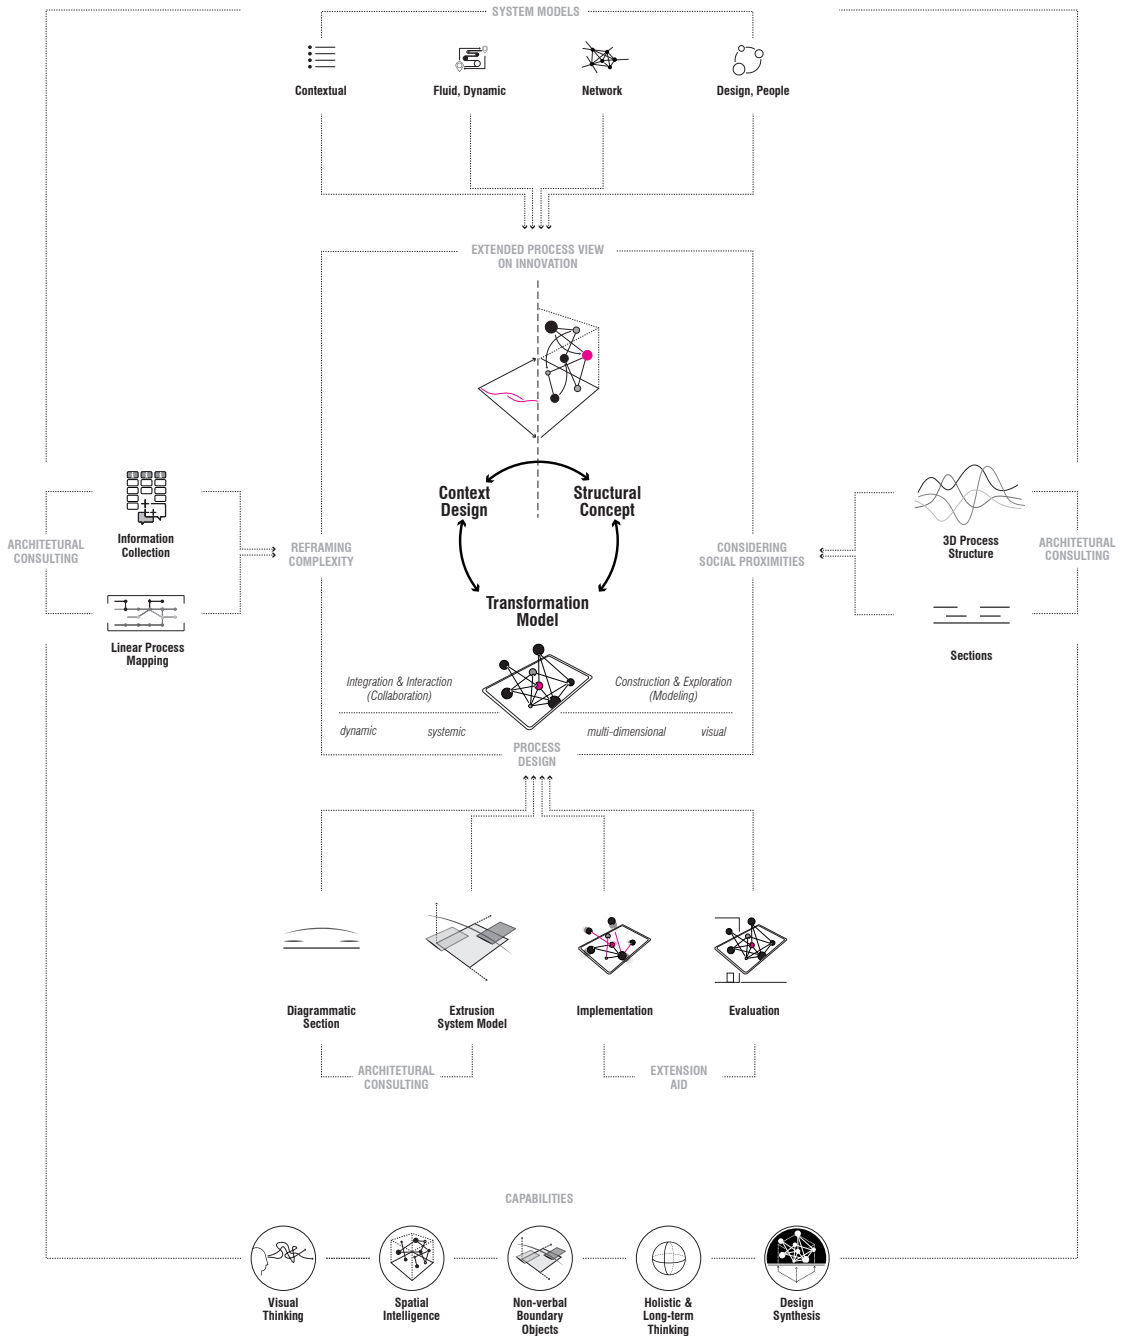 SYSTEM MODELS
Contextual
Fluid, Dynamic
Network
Design, People
EXTENDED PROCESS VIEW
ON INNOVATION
Context
Design
Structural
Concept
Transformation
Model
ARCHITETURAL
CONSULTING
Information
Collection
Linear Process
Mapping
REFRAMING
COMPLEXITY
CONSIDERING
SOCIAL PROXIMITIES
3D Process
Structure
Sections
ARCHITETURAL
CONSULTING
Integration & Interaction
(Collaboration)
Construction & Exploration
(Modeling)
dynamic
systemic
multi-dimensional
visual
PROCESS
DESIGN
Diagrammatic
Section
Extrusion
System Model
Implementation
Evaluation
ARCHITETURAL
CONSULTING
EXTENSION
AID
CAPABILITIES
Visual
Thinking
Spatial
Intelligence
Non-verbal
Boundary
Objects
Holistic &
Long-term
Thinking
Design
Synthesis